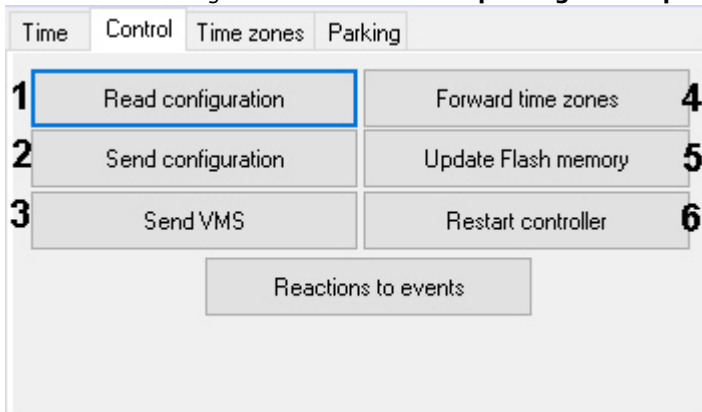 Time Control Time zones Parking
1 Read configuration Forward time zones 4
2 Send configuration Update Flash memory 5
3 Send VMS Restart controller 6
Reactions to events